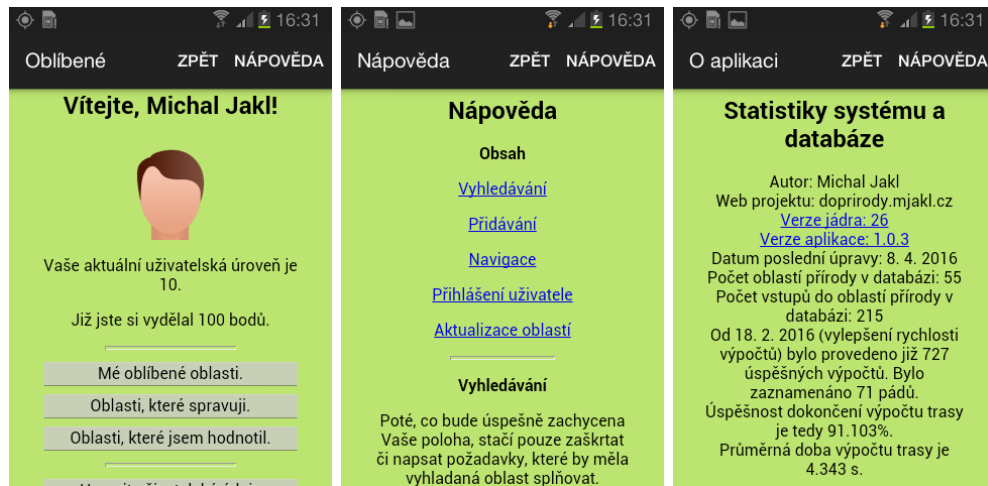 16:31
Oblíbené ZPĚT NÁPOVĚDA
Vítejte, Michal Jakl!
Vaše aktuální uživatelská úroveň je
10.
Již jste si vydělal 100 bodů.
Mé oblíbené oblasti.
Oblasti, které spravuji.
Oblasti, které jsem hodnotil.
16:31
Nápověda ZPĚT NÁPOVĚDA
Nápověda
Obsah
Vyhledávání
Přidávání
Navigace
Přihlášení uživatele
Aktualizace oblastí
Vyhledávání
Poté, co bude úspešně zachycena
Vaše poloha, stačí pouze zaškrtat
či napsat požadavky, které by měla
vyhladaná oblast splňovat.
16:31
O aplikaci ZPĚT NÁPOVĚDA
Statistiky systému a
databáze
Autor: Michal Jakl
Web projektu: doprirody.mjakl.cz
Verze jádra: 26
Verze aplikace: 1.0.3
Datum poslední úpravy: 8. 4. 2016
Počet oblastí přírody v databázi: 55
Počet vstupů do oblastí přírody v
databázi: 215
Od 18. 2. 2016 (vylepšení rychlosti
výpočtů) bylo provedeno již 727
úspěšných výpočtů. Bylo
zaznamenáno 71 pádů.
Úspěšnost dokončení výpočtu trasy
je tedy 91.103%.
Průměrná doba výpočtu trasy je
4.343 s.